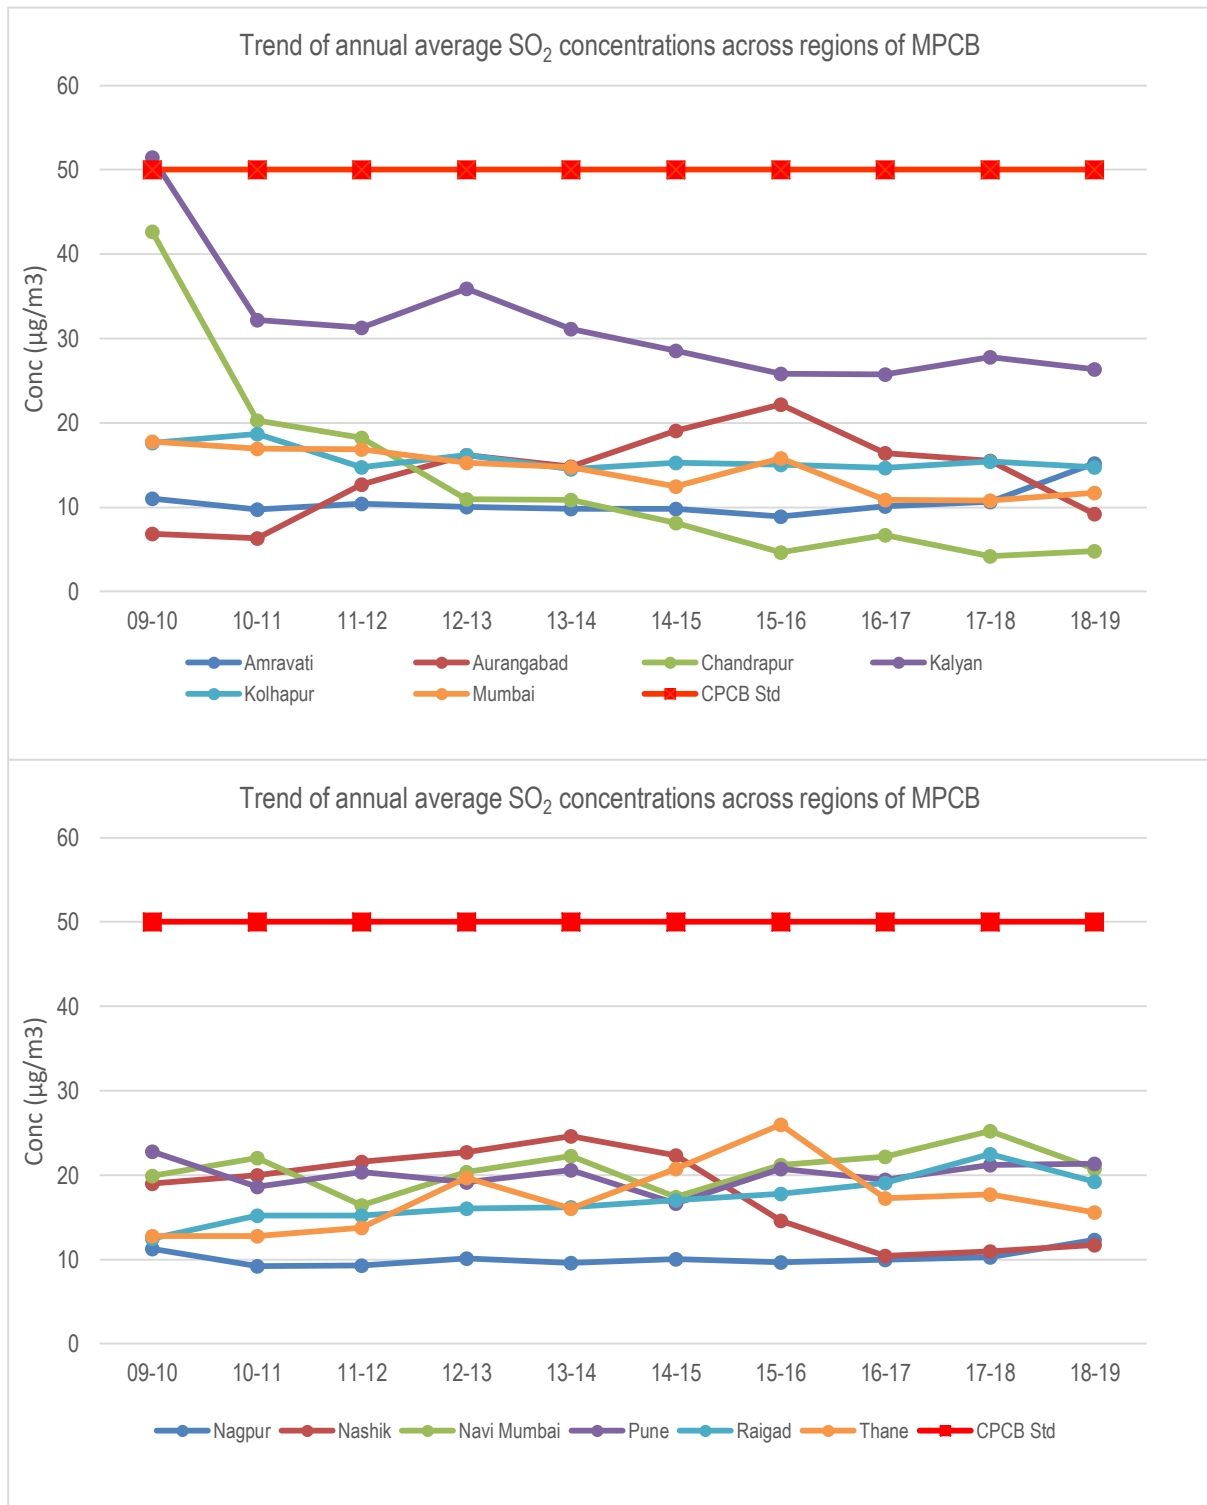 Trend of annual average SO₂ concentrations across regions of MPCB
60
50
40
30
20
10
0
Conc (µg/m3)
09-10 10-11 11-12 12-13 13-14 14-15 15-16 16-17 17-18 18-19
Amravati Aurangabad Chandrapur Kalyan
Kolhapur Mumbai CPCB Std
Trend of annual average SO₂ concentrations across regions of MPCB
60
50
40
30
20
10
0
Conc (µg/m3)
09-10 10-11 11-12 12-13 13-14 14-15 15-16 16-17 17-18 18-19
Nagpur Nashik Navi Mumbai Pune Raigad Thane CPCB Std